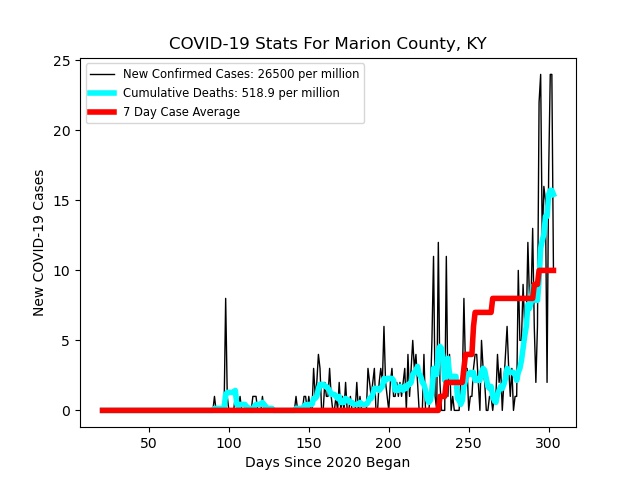 COVID-19 Stats For Marion County, KY
New Confirmed Cases: 26500 per million
Cumulative Deaths: 518.9 per million
7 Day Case Average
New COVID-19 Cases
25
20
15
10
5
0
50 100 150 200 250 300
Days Since 2020 Began